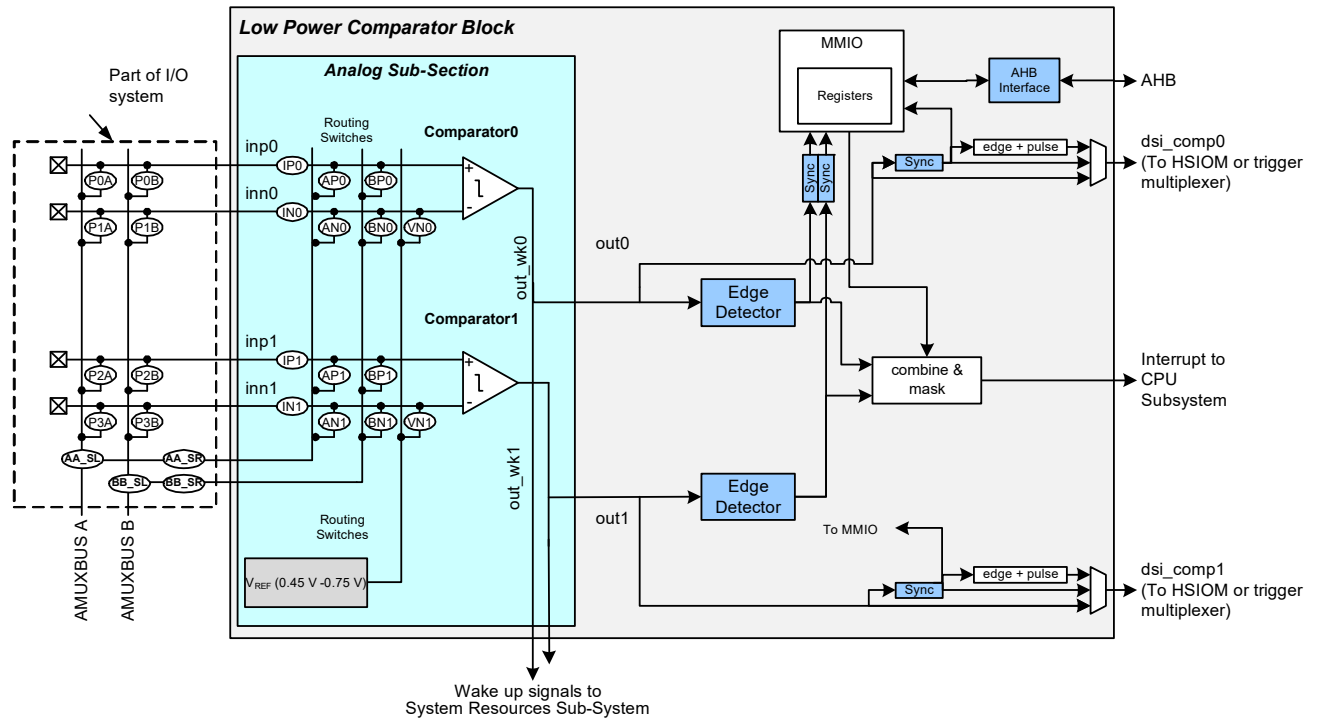 Low Power Comparator Block
Analog Sub-Section
Part of I/O
system
MMIO
Registers
AHB
Interface
AHB
Routing
Switches
Comparator0
inp0
IP0
AP0
BP0
P0A
P0B
inn0
IN0
AN0
BN0
VN0
P1A
P1B
Sync
Sync
Sync
edge + pulse
dsi_comp0
(To HSIOM or trigger
multiplexer)
out_wk0
out0
Edge
Detector
Comparator1
inp1
IP1
AP1
BP1
P2A
P2B
inn1
IN1
AN1
BN1
VN1
P3A
P3B
combine &
mask
Interrupt to
CPU
Subsystem
AA_SL
AA_SR
BB_SL
BB_SR
out_wk1
out1
Edge
Detector
AMUXBUS A
AMUXBUS B
Routing
Switches
VREF (0.45 V -0.75 V)
To MMIO
Sync
edge + pulse
dsi_comp1
(To HSIOM or trigger
multiplexer)
Wake up signals to
System Resources Sub-System